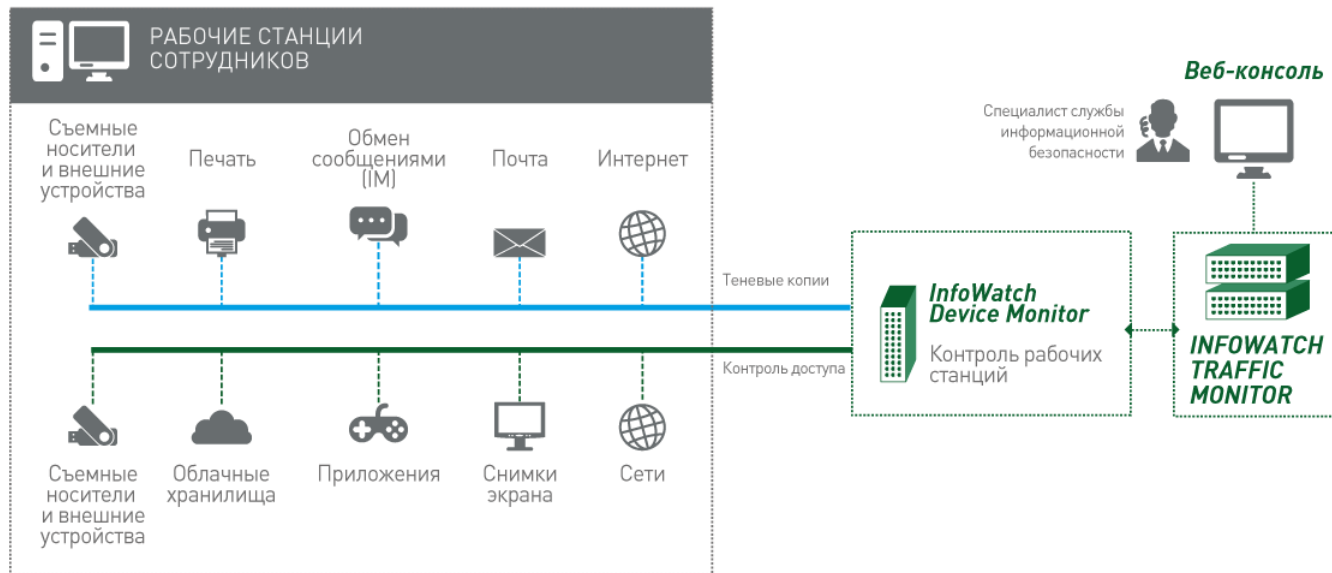 РАБОЧИЕ СТАНЦИИ
СОТРУДНИКОВ
Съемные
носители
и внешние
устройства
Печать
Обмен
сообщениями
(IM)
Почта
Интернет
Теневые копии
Контроль доступа
Съемные
носители
и внешние
устройства
Облачные
хранилища
Приложения
Снимки
экрана
Сети
InfoWatch
Device Monitor
Контроль рабочих
станций
Веб-консоль
Специалист службы
информационной
безопасности
INFOWATCH
TRAFFIC
MONITOR